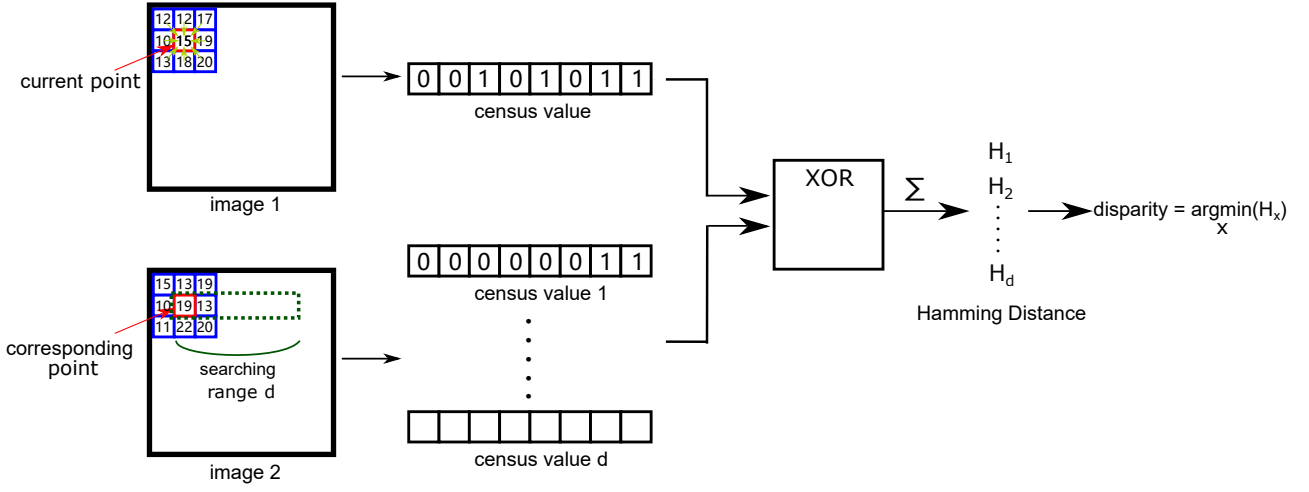 12 12 17
10 15 19
13 18 20
current point
image 1
0 0 1 0 1 0 1 1
census value
15 13 19
10 19 13
11 22 20
corresponding
point
searching
range d
image 2
0 0 0 0 0 0 1 1
census value 1
census value d
XOR
Σ
H1
H2
Hd
Hamming Distance
disparity = argmin(Hx)
x